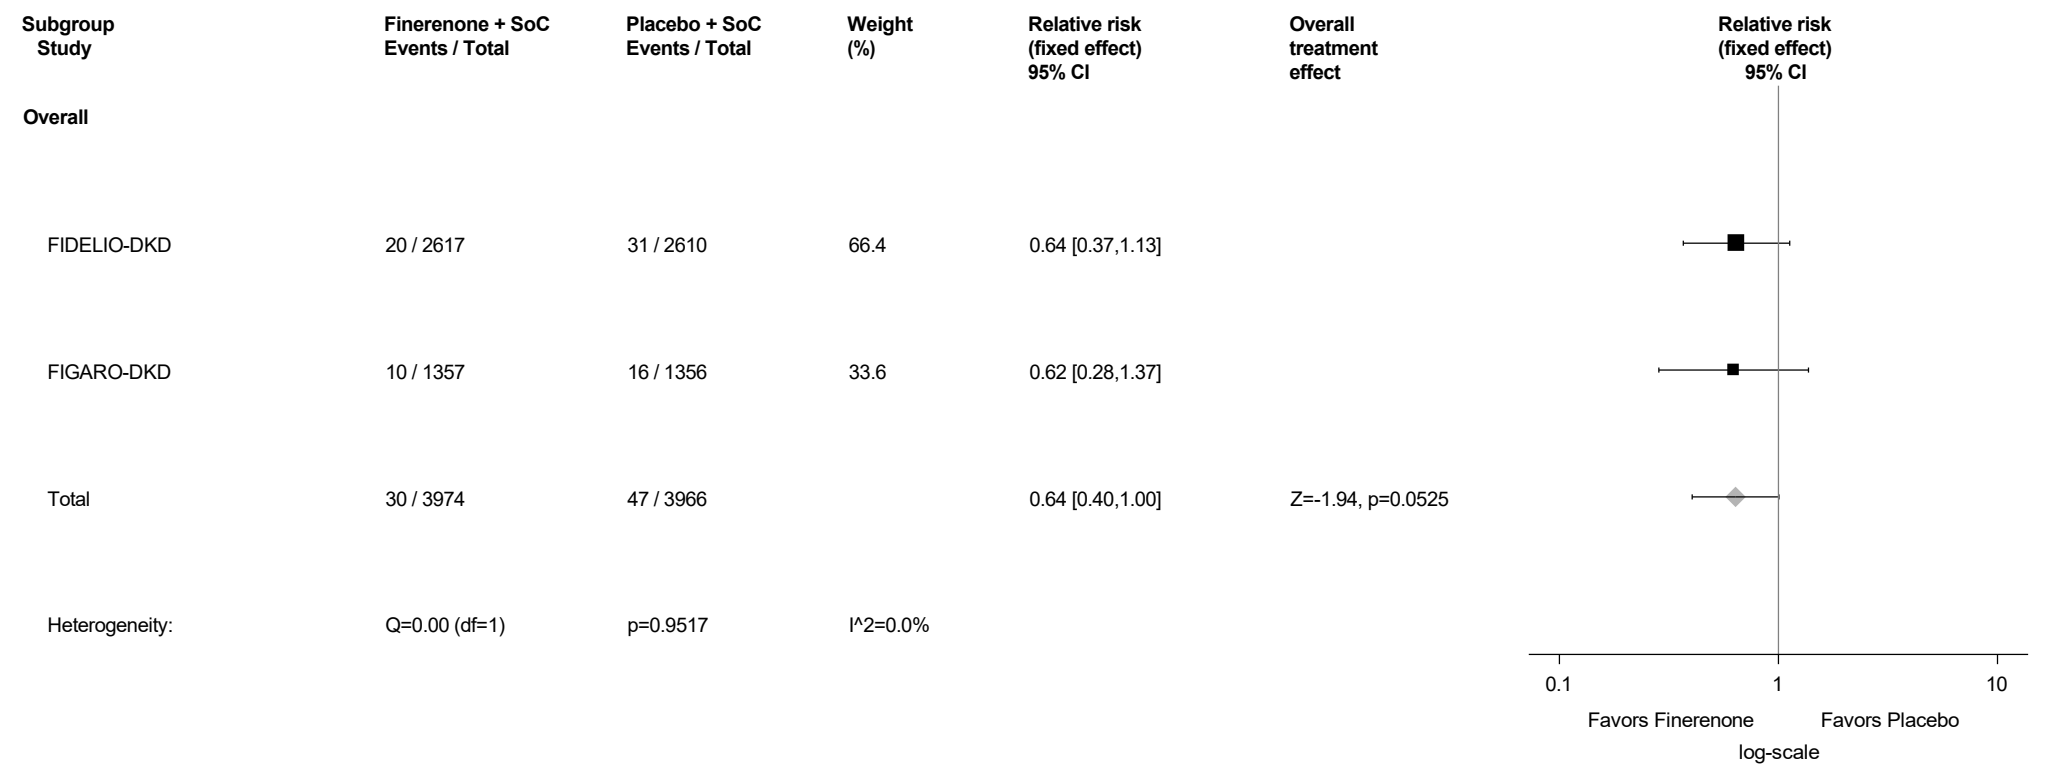 Subgroup Finerenone + SoC Placebo + SoC Weight Relative risk Overall Relative risk
Study Events / Total Events / Total (%) (fixed effect) treatment (fixed effect)
95% CI effect 95% CI
Overall
FIDELIO-DKD 20 / 2617 31 / 2610 66.4 0.64 [0.37,1.13]
FIGARO-DKD 10 / 1357 16 / 1356 33.6 0.62 [0.28,1.37]
Total 30 / 3974 47 / 3966 0.64 [0.40,1.00] Z=-1.94, p=0.0525
Heterogeneity: Q=0.00 (df=1) p=0.9517 I^2=0.0%
0.1 1 10
Favors Finerenone Favors Placebo
log-scale